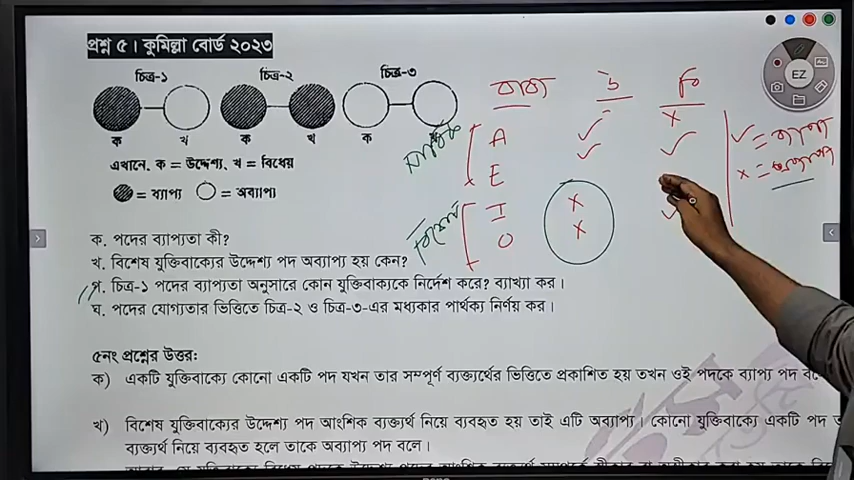 প্রশ্ন ৫। কুমিল্লা বোর্ড ২০২৩
চিত্র-১ চিত্র-২ চিত্র-৩
ক খ ক খ ক
এখানে, ক = উদ্দেশ্য, খ = বিধেয়
= ব্যাপ্য = অব্যাপ্য
A
E
I
O
EZ
ক. পদের ব্যাপ্যতা কী?
খ. বিশেষ যুক্তিবাক্যের উদ্দেশ্য পদ অব্যাপ্য হয় কেন?
গ. চিত্র-১ পদের ব্যাপ্যতা অনুসারে কোন যুক্তিবাক্যকে নির্দেশ করে? ব্যাখ্যা কর।
ঘ. পদের যোগ্যতার ভিত্তিতে চিত্র-২ ও চিত্র-৩-এর মধ্যকার পার্থক্য নির্ণয় কর।
৫নং প্রশ্নের উত্তর:
ক) একটি যুক্তিবাক্যে কোনো একটি পদ যখন তার সম্পূর্ণ ব্যক্ত্যর্থের ভিত্তিতে প্রকাশিত হয় তখন ওই পদকে ব্যাপ্য পদ
খ) বিশেষ যুক্তিবাক্যের উদ্দেশ্য পদ আংশিক ব্যক্ত্যর্থ নিয়ে ব্যবহৃত হয় তাই এটি অব্যাপ্য। কোনো যুক্তিবাক্যে একটি পদ
ব্যক্ত্যর্থ নিয়ে ব্যবহৃত হলে তাকে অব্যাপ্য পদ বলে।